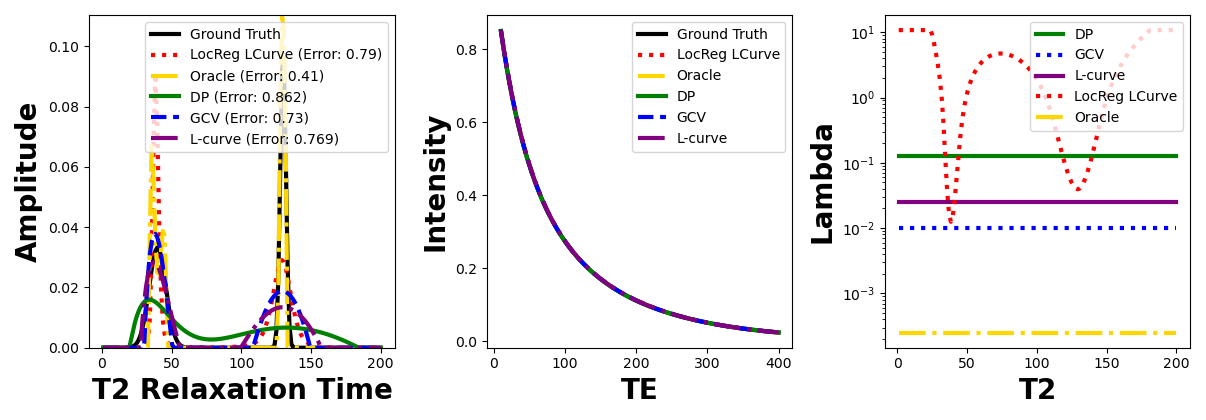 Amplitude
0.10
0.08
0.06
0.04
0.02
0.00
Ground Truth
LocReg LCurve (Error: 0.79)
Oracle (Error: 0.41)
DP (Error: 0.862)
GCV (Error: 0.73)
L-curve (Error: 0.769)
0 50 100 150 200
T2 Relaxation Time
Intensity
0.8
0.6
0.4
0.2
0.0
Ground Truth
LocReg LCurve
Oracle
DP
GCV
L-curve
0 100 200 300 400
TE
Lambda
10¹
10⁰
10⁻¹
10⁻²
10⁻³
DP
GCV
L-curve
LocReg LCurve
Oracle
0 50 100 150 200
T2